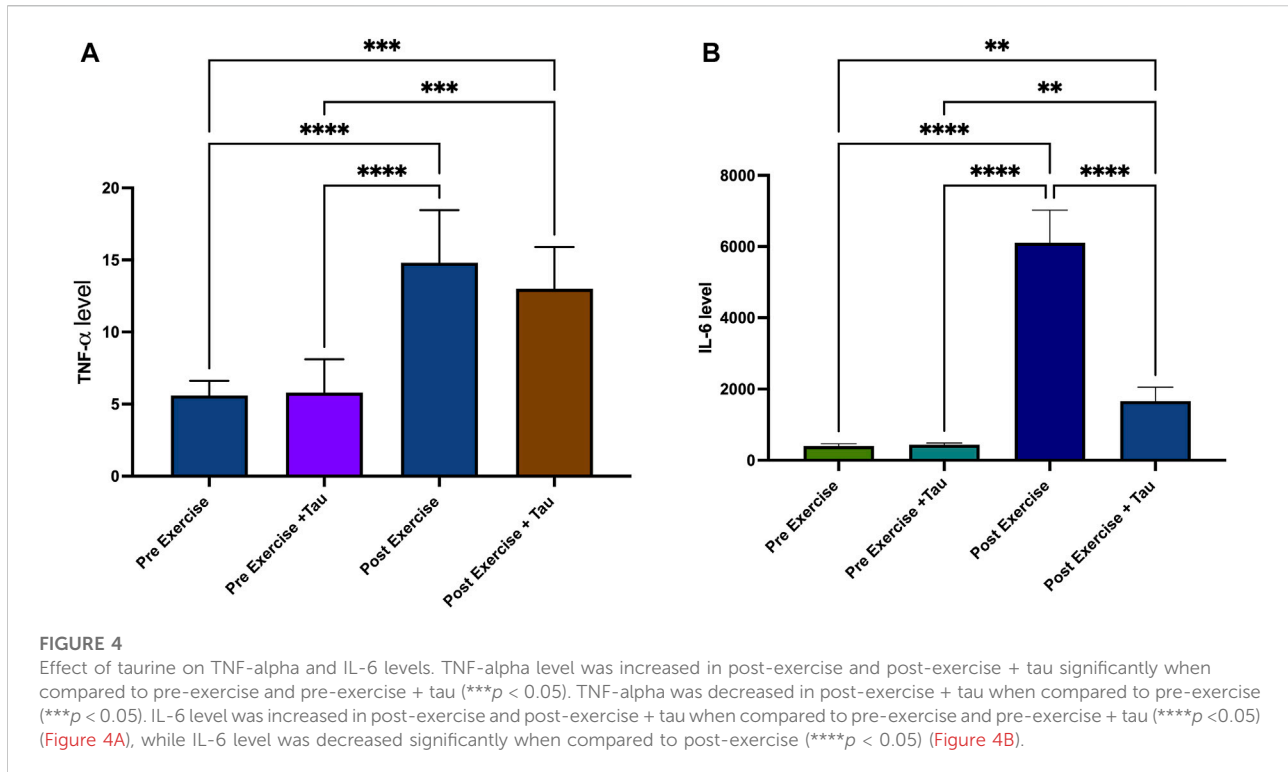 A
***
***
****
****
20
15
10
5
0
TNF-α level
Pre Exercise
Pre Exercise +Tau
Post Exercise
Post Exercise + Tau
B
**
**
****
****
****
8000
6000
4000
2000
0
IL-6 level
Pre Exercise
Pre Exercise +Tau
Post Exercise
Post Exercise + Tau
FIGURE 4
Effect of taurine on TNF-alpha and IL-6 levels. TNF-alpha level was increased in post-exercise and post-exercise + tau significantly when
compared to pre-exercise and pre-exercise + tau (***p < 0.05). TNF-alpha was decreased in post-exercise + tau when compared to pre-exercise
(***p < 0.05). IL-6 level was increased in post-exercise and post-exercise + tau when compared to pre-exercise and pre-exercise + tau (****p <0.05)
(Figure 4A), while IL-6 level was decreased significantly when compared to post-exercise (****p < 0.05) (Figure 4B).